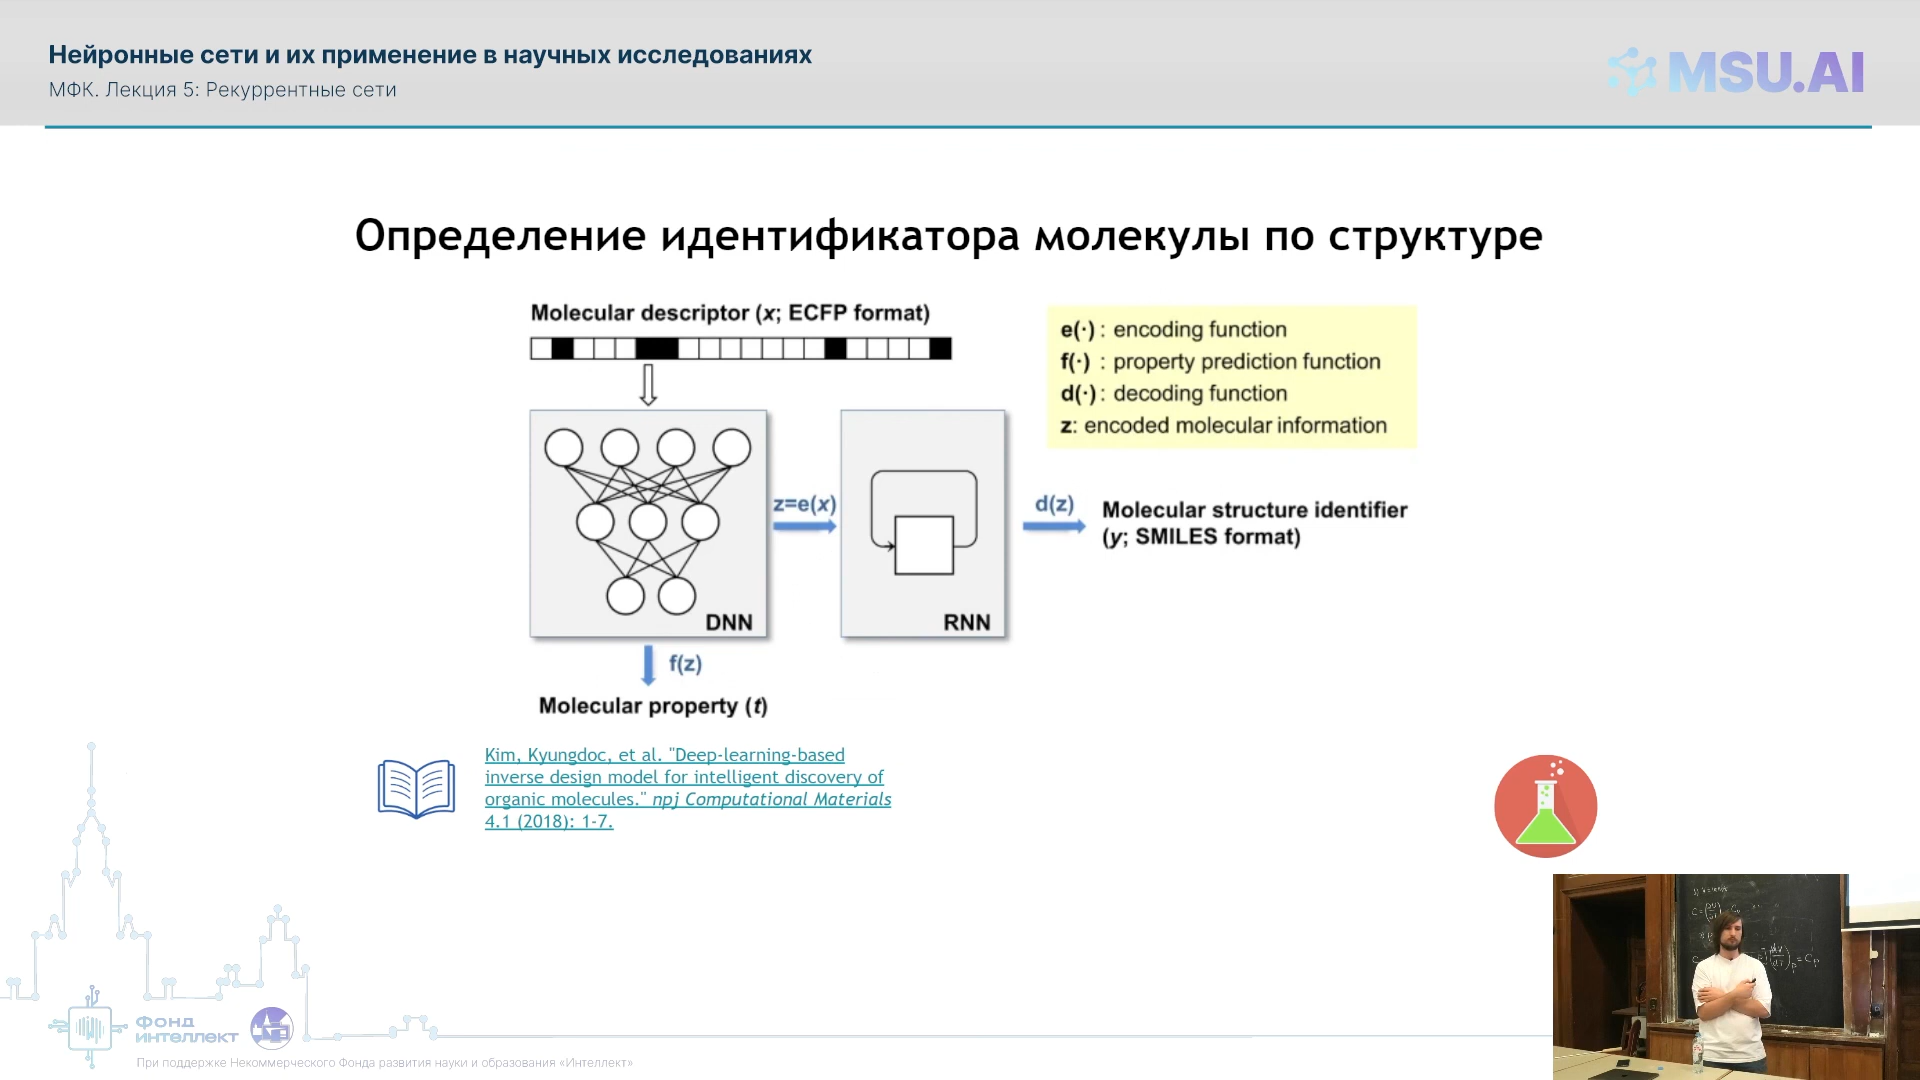 Нейронные сети и их применение в научных исследованиях
МФК. Лекция 5: Рекуррентные сети
MSU.AI
Определение идентификатора молекулы по структуре
Molecular descriptor (x; ECFP format)
e(·) : encoding function
f(·) : property prediction function
d(·) : decoding function
z: encoded molecular information
z=e(x)
d(z)
Molecular structure identifier
(y; SMILES format)
DNN
RNN
f(z)
Molecular property (t)
Kim, Kyungdoc, et al. "Deep-learning-based
inverse design model for intelligent discovery of
organic molecules." npj Computational Materials
4.1 (2018): 1-7.
Фонд
интеллект
При поддержке Некоммерческого Фонда развития науки и образования «Интеллект»